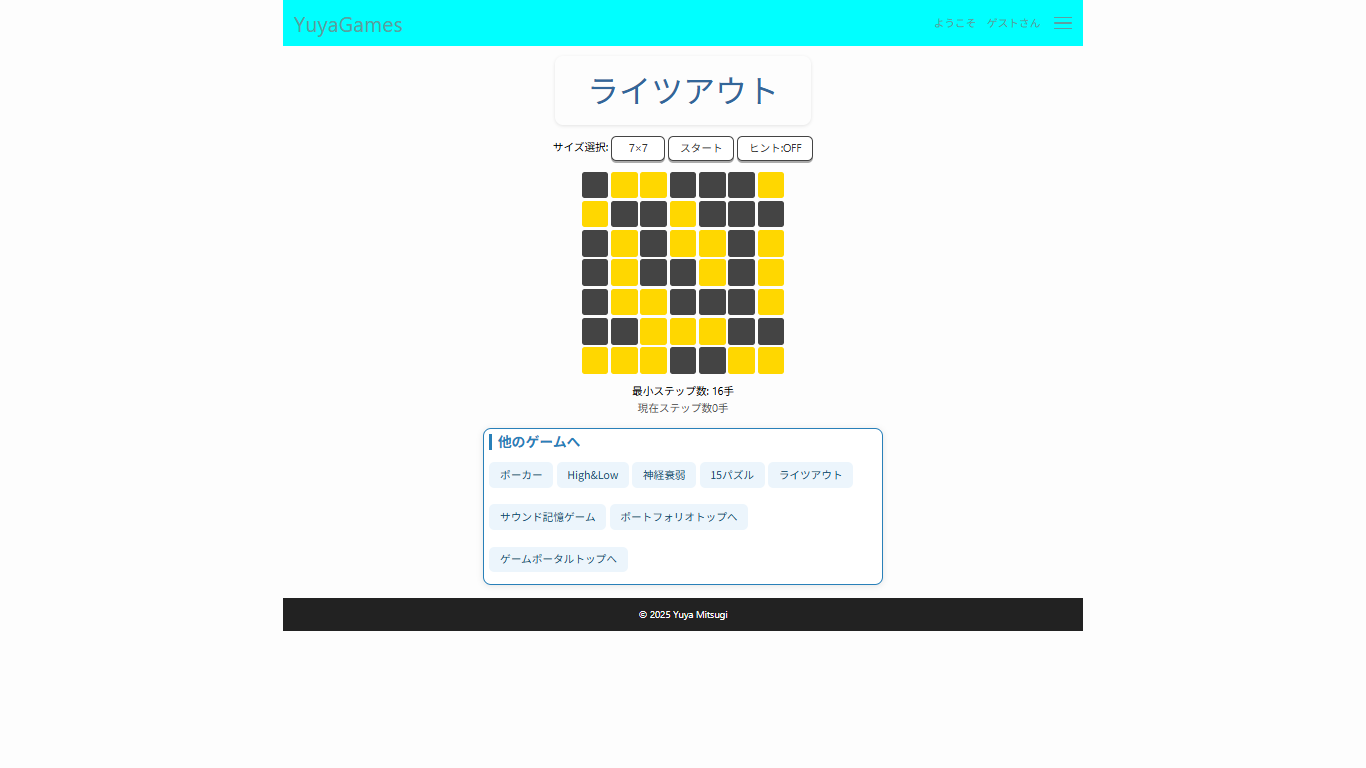 YuyaGames
ようこそ ゲストさん
ライツアウト
サイズ選択: 7×7 スタート ヒント:OFF
最小ステップ数: 16手
現在ステップ数0手
他のゲームへ
ポーカー High&Low 神経衰弱 15パズル ライツアウト
サウンド記憶ゲーム ポートフォリオトップへ
ゲームポータルトップへ
© 2025 Yuya Mitsugi